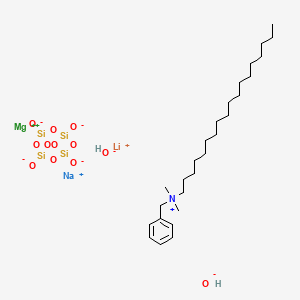 O⁻ O⁻
Mg⁺⁺
Si O Si
O O O O
HO⁻ Li⁺
Si O Si
⁻O O⁻
Na⁺
N⁺
O H⁻